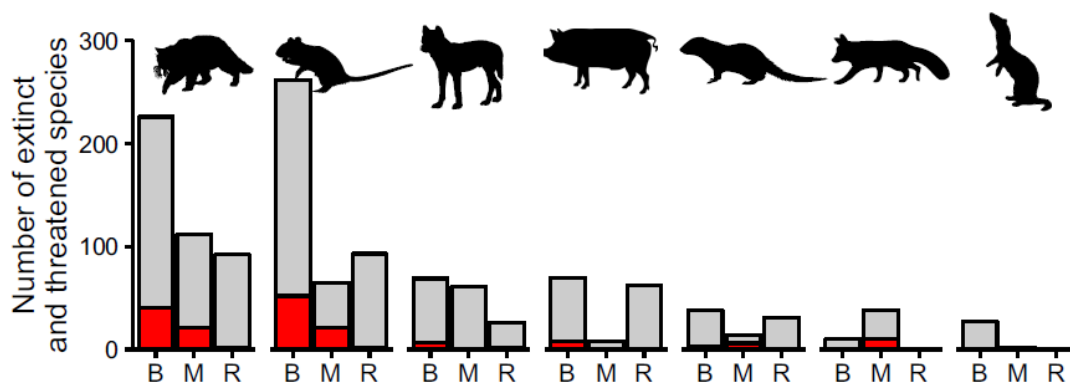 Number of extinct
and threatened species
300
200
100
0
B M R B M R B M R B M R B M R B M R B M R